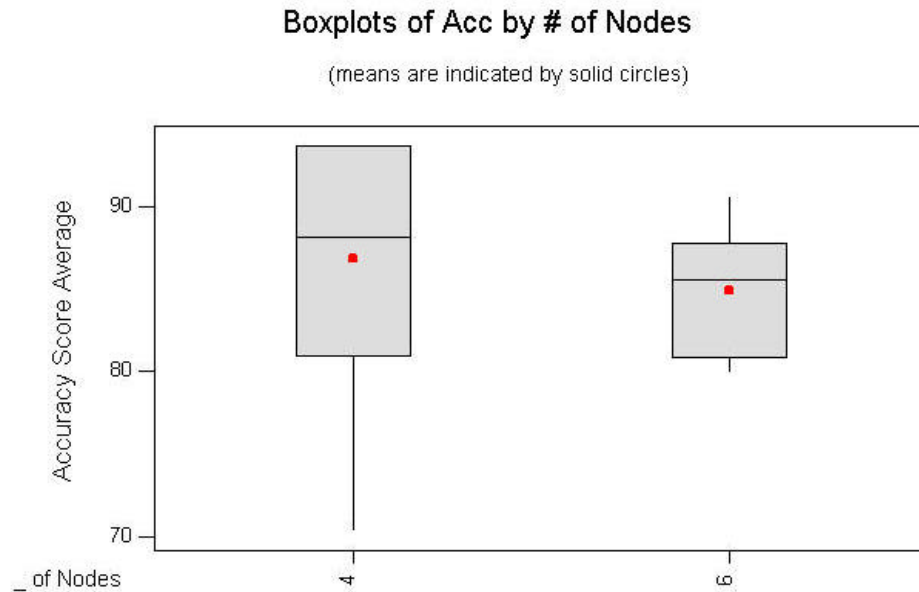 Boxplots of Acc by # of Nodes
(means are indicated by solid circles)
Accuracy Score Average
90
80
70
_ of Nodes
4
6